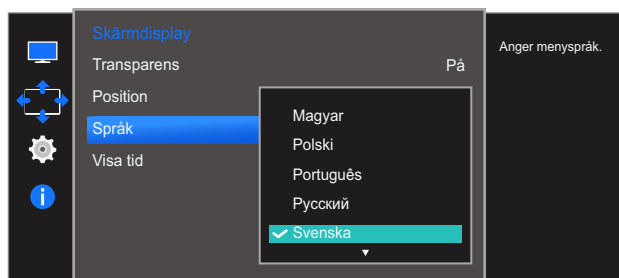 Skärmdisplay
Transparens På
Position
Språk
Visa tid
Magyar
Polski
Português
Русский
Svenska
Anger menyspråk.